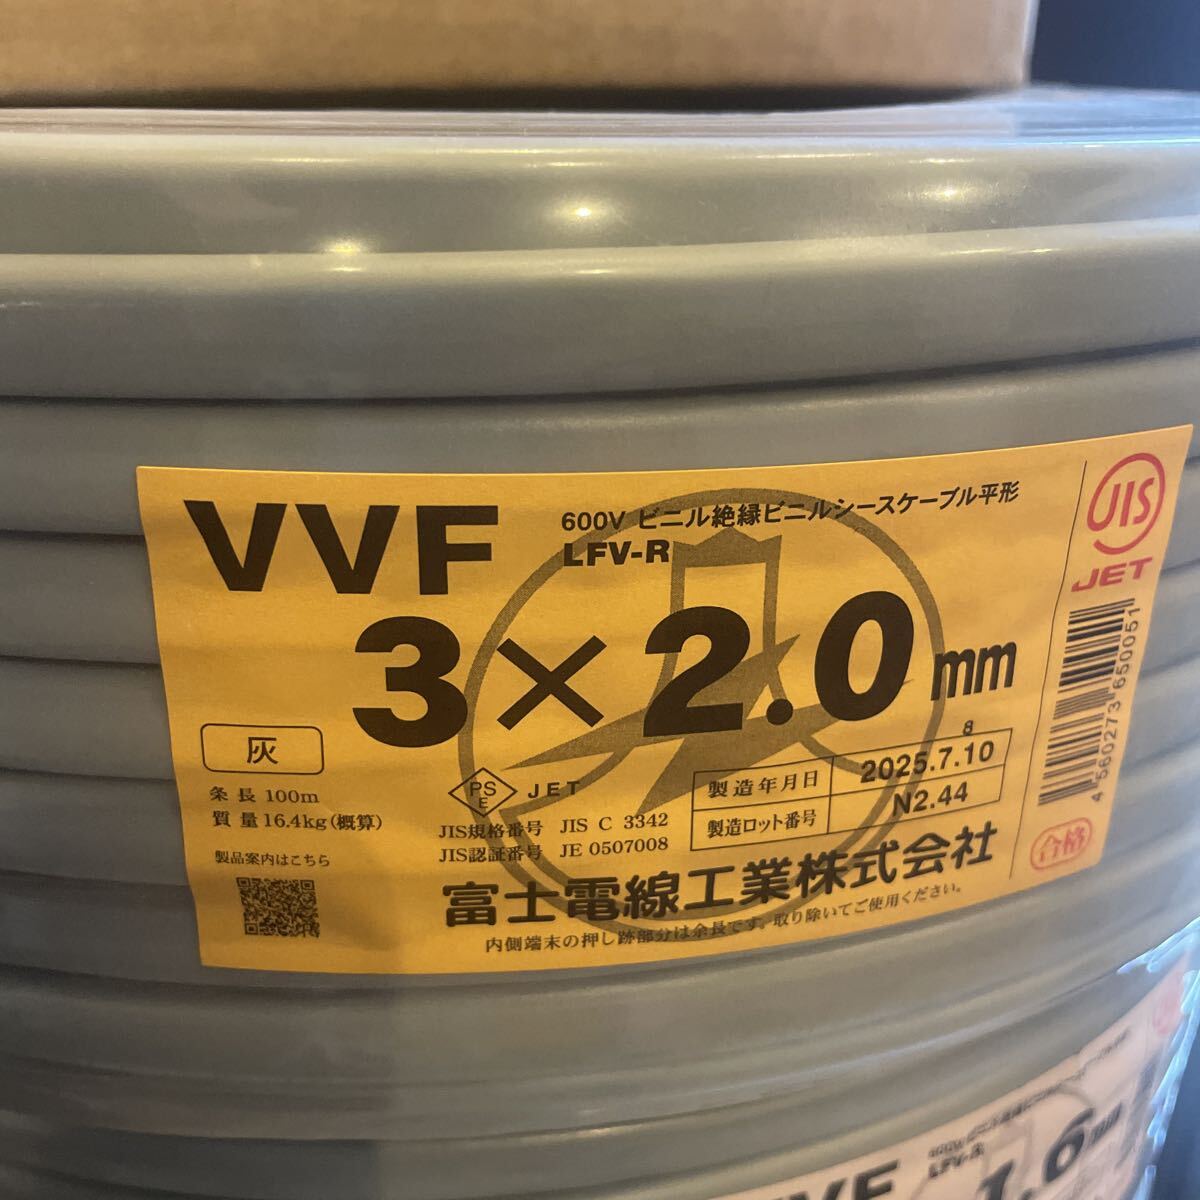 VVF
600V ビニル絶縁ビニルシースケーブル平形
LFV-R
3×2.0mm
灰
条長 100m
質量 16.4kg(概算)
製品案内はこちら
PSE JET
JIS規格番号 JIS C 3342
JIS認証番号 JE 0507008
8
製造年月日 2025.7.10
製造ロット番号 N2.44
富士電線工業株式会社
内側端末の押し跡部分は余長です。取り除いてご使用ください。
JIS
JET
4560273650051
合格
VVF
LFV-R
1.6